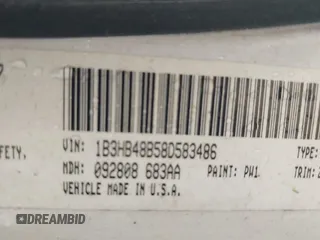 FETY.
VIN: 1B3HB48B58D583486
TYPE:
MDH: 092808 683AA
PAINT: PW1
TRIM:
VEHICLE MADE IN U.S.A.
DREAMBID